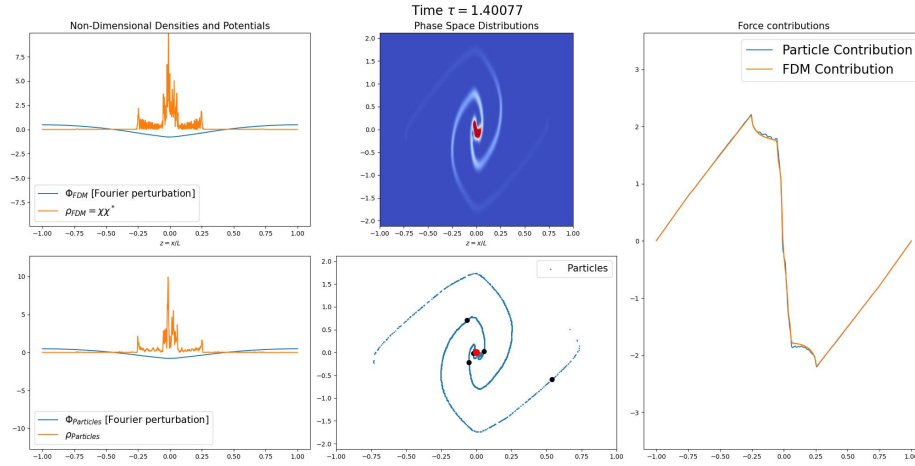 Time τ = 1.40077
Non-Dimensional Densities and Potentials
7.5
5.0
2.5
0.0
−2.5
−5.0
−7.5
Φ_FDM [Fourier perturbation]
ρ_FDM = χχ*
−1.00 −0.75 −0.50 −0.25 0.00 0.25 0.50 0.75 1.00
z = x/L
Phase Space Distributions
2.0
1.5
1.0
0.5
0.0
−0.5
−1.0
−1.5
−2.0
−1.00 −0.75 −0.50 −0.25 0.00 0.25 0.50 0.75 1.00
Force contributions
Particle Contribution
FDM Contribution
3
2
1
0
−1
−2
−3
−1.00 −0.75 −0.50 −0.25 0.00 0.25 0.50 0.75 1.00
10
5
0
−5
−10
Φ_Particles [Fourier perturbation]
ρ_Particles
−1.00 −0.75 −0.50 −0.25 0.00 0.25 0.50 0.75 1.00
Particles
2.0
1.5
1.0
0.5
0.0
−0.5
−1.0
−1.5
−2.0
−1.00 −0.75 −0.50 −0.25 0.00 0.25 0.50 0.75 1.00